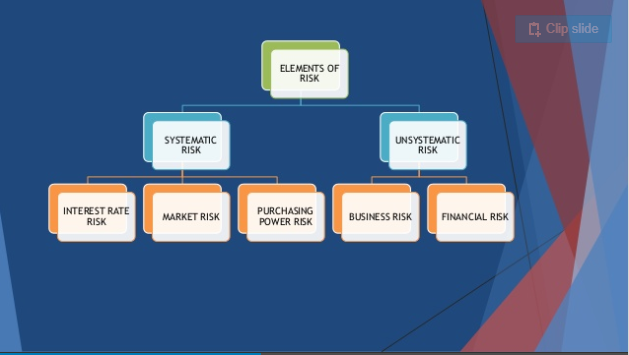 Clip slide
ELEMENTS OF
RISK
SYSTEMATIC
RISK
UNSYSTEMATIC
RISK
INTEREST RATE
RISK
MARKET RISK
PURCHASING
POWER RISK
BUSINESS RISK
FINANCIAL RISK